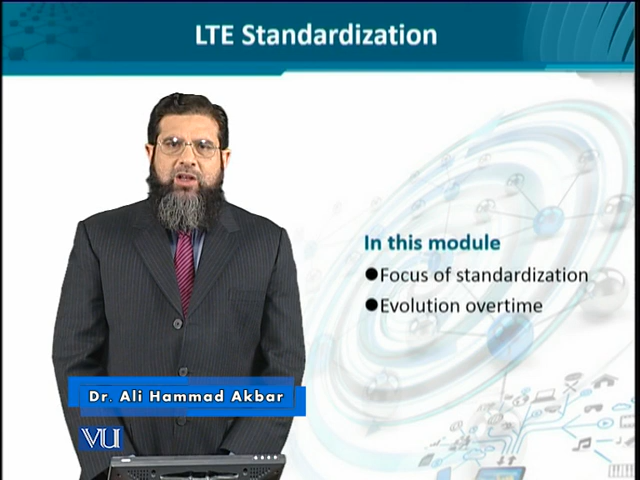 LTE Standardization
In this module
●Focus of standardization
●Evolution overtime
Dr. Ali Hammad Akbar
VU